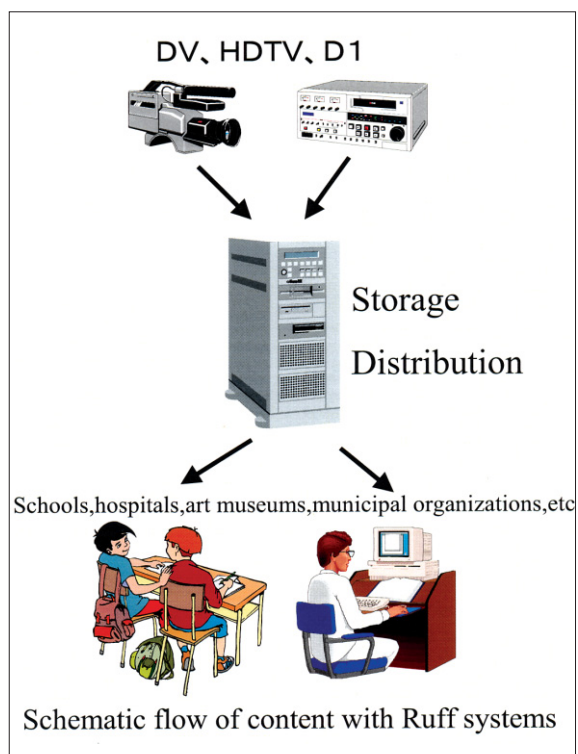 DV、HDTV、D1
Storage
Distribution
Schools,hospitals,art museums,municipal organizations,etc
Schematic flow of content with Ruff systems